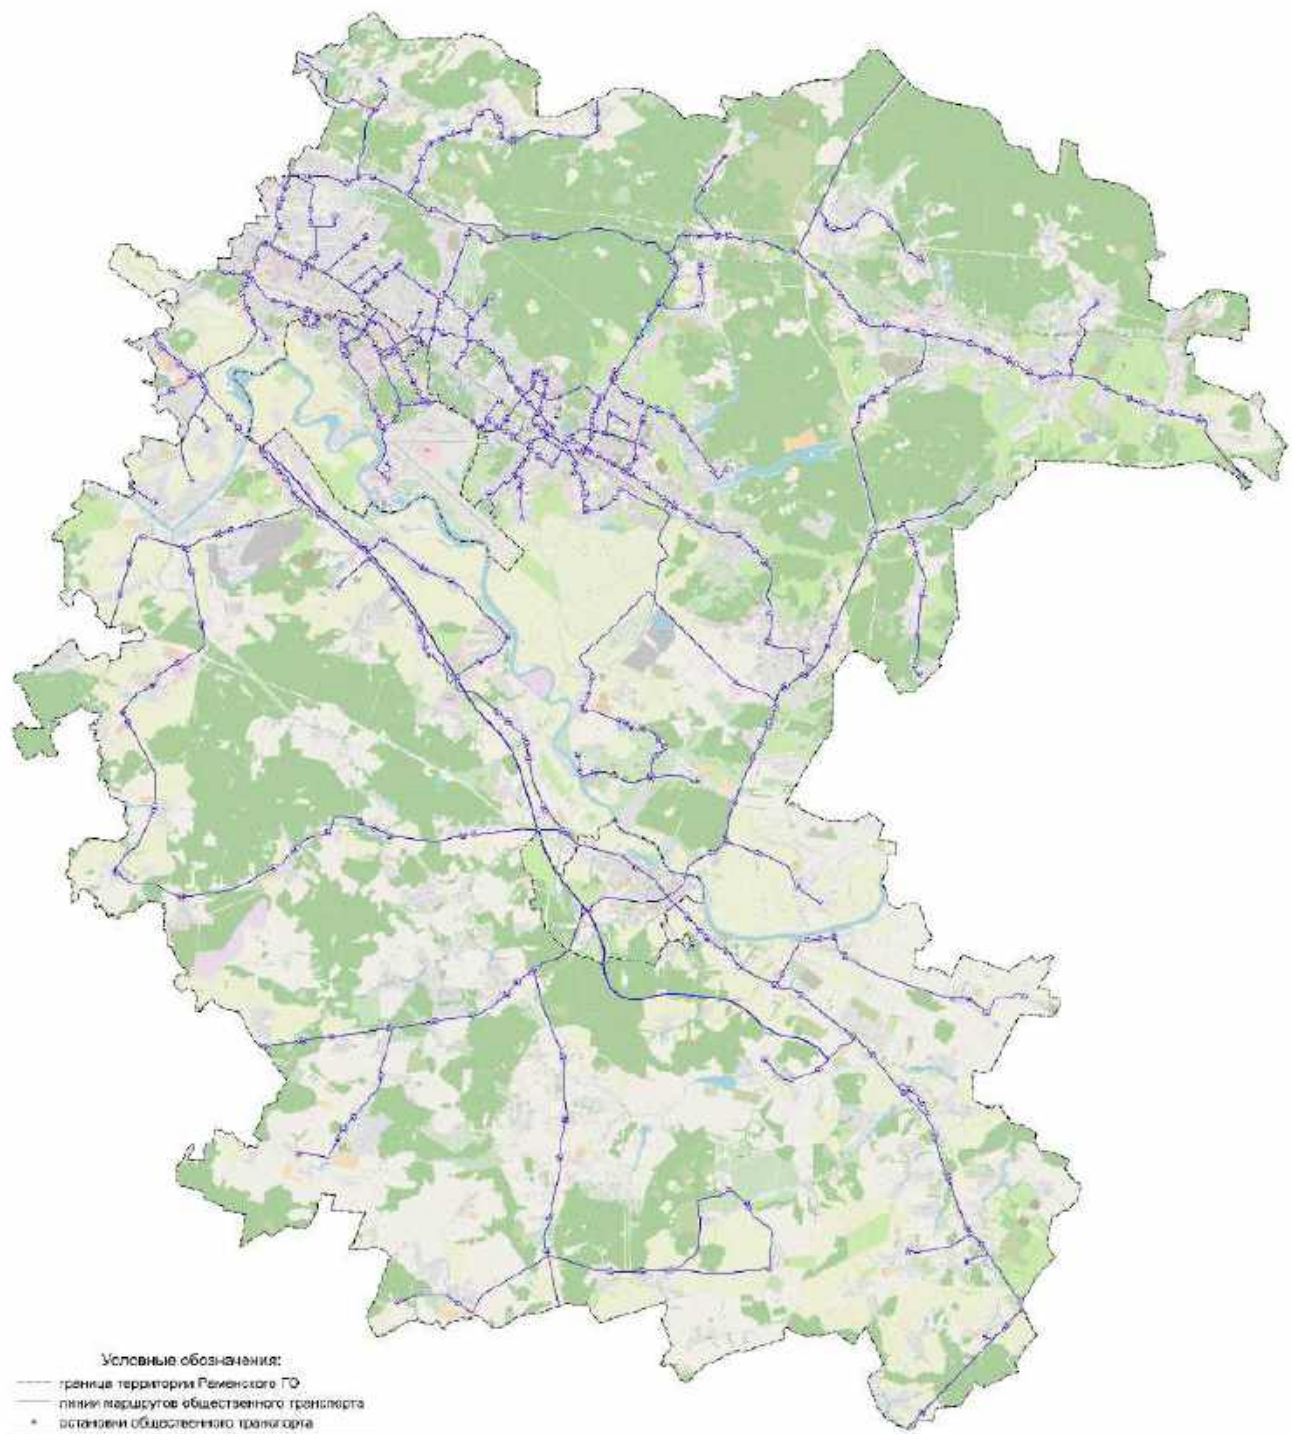 Условные обозначения:
граница территории Раменского ГО
линии маршрутов общественного транспорта
остановки общественного транспорта